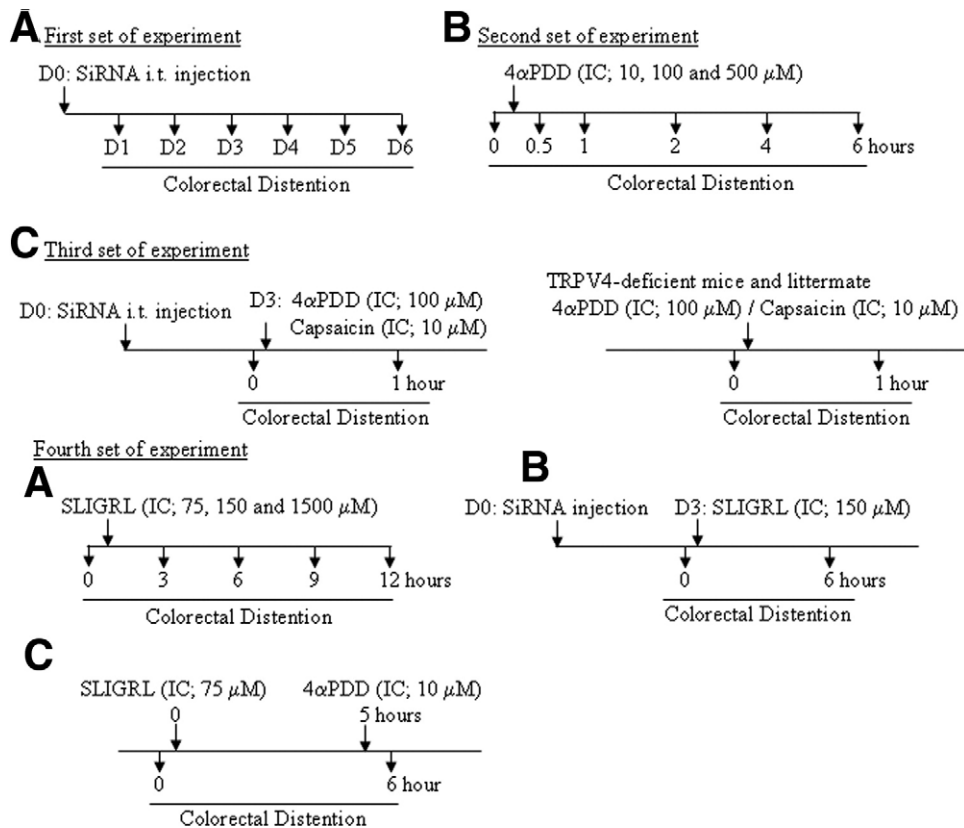 A First set of experiment
D0: SiRNA i.t. injection
D1 D2 D3 D4 D5 D6
Colorectal Distention
B Second set of experiment
4αPDD (IC; 10, 100 and 500 µM)
0 0.5 1 2 4 6 hours
Colorectal Distention
C Third set of experiment
D0: SiRNA i.t. injection
D3: 4αPDD (IC; 100 µM)
Capsaicin (IC; 10 µM)
0 1 hour
Colorectal Distention
TRPV4-deficient mice and littermate
4αPDD (IC; 100 µM) / Capsaicin (IC; 10 µM)
0 1 hour
Colorectal Distention
Fourth set of experiment
A
SLIGRL (IC; 75, 150 and 1500 µM)
0 3 6 9 12 hours
Colorectal Distention
B
D0: SiRNA injection D3: SLIGRL (IC; 150 µM)
0 6 hours
Colorectal Distention
C
SLIGRL (IC; 75 µM) 4αPDD (IC; 10 µM)
0 5 hours
0 6 hour
Colorectal Distention